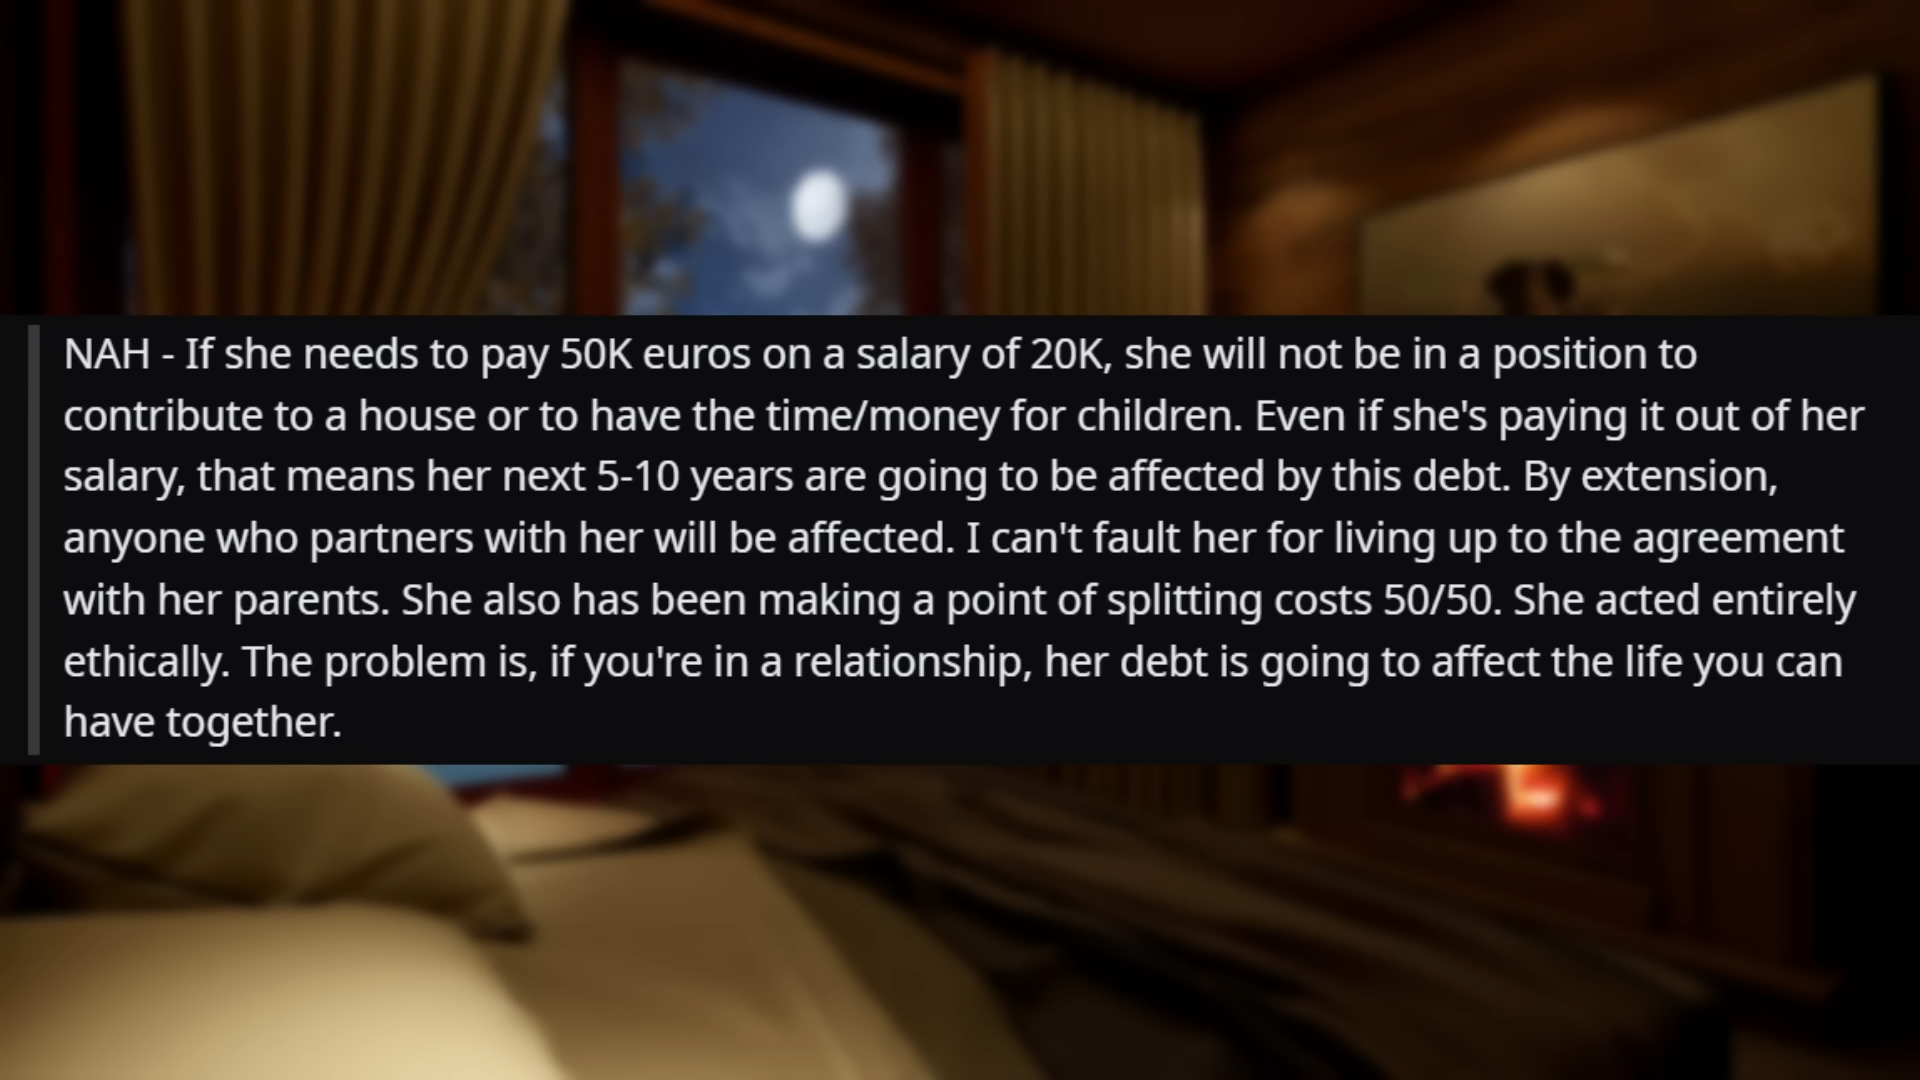 NAH - If she needs to pay 50K euros on a salary of 20K, she will not be in a position to
contribute to a house or to have the time/money for children. Even if she's paying it out of her
salary, that means her next 5-10 years are going to be affected by this debt. By extension,
anyone who partners with her will be affected. I can't fault her for living up to the agreement
with her parents. She also has been making a point of splitting costs 50/50. She acted entirely
ethically. The problem is, if you're in a relationship, her debt is going to affect the life you can
have together.